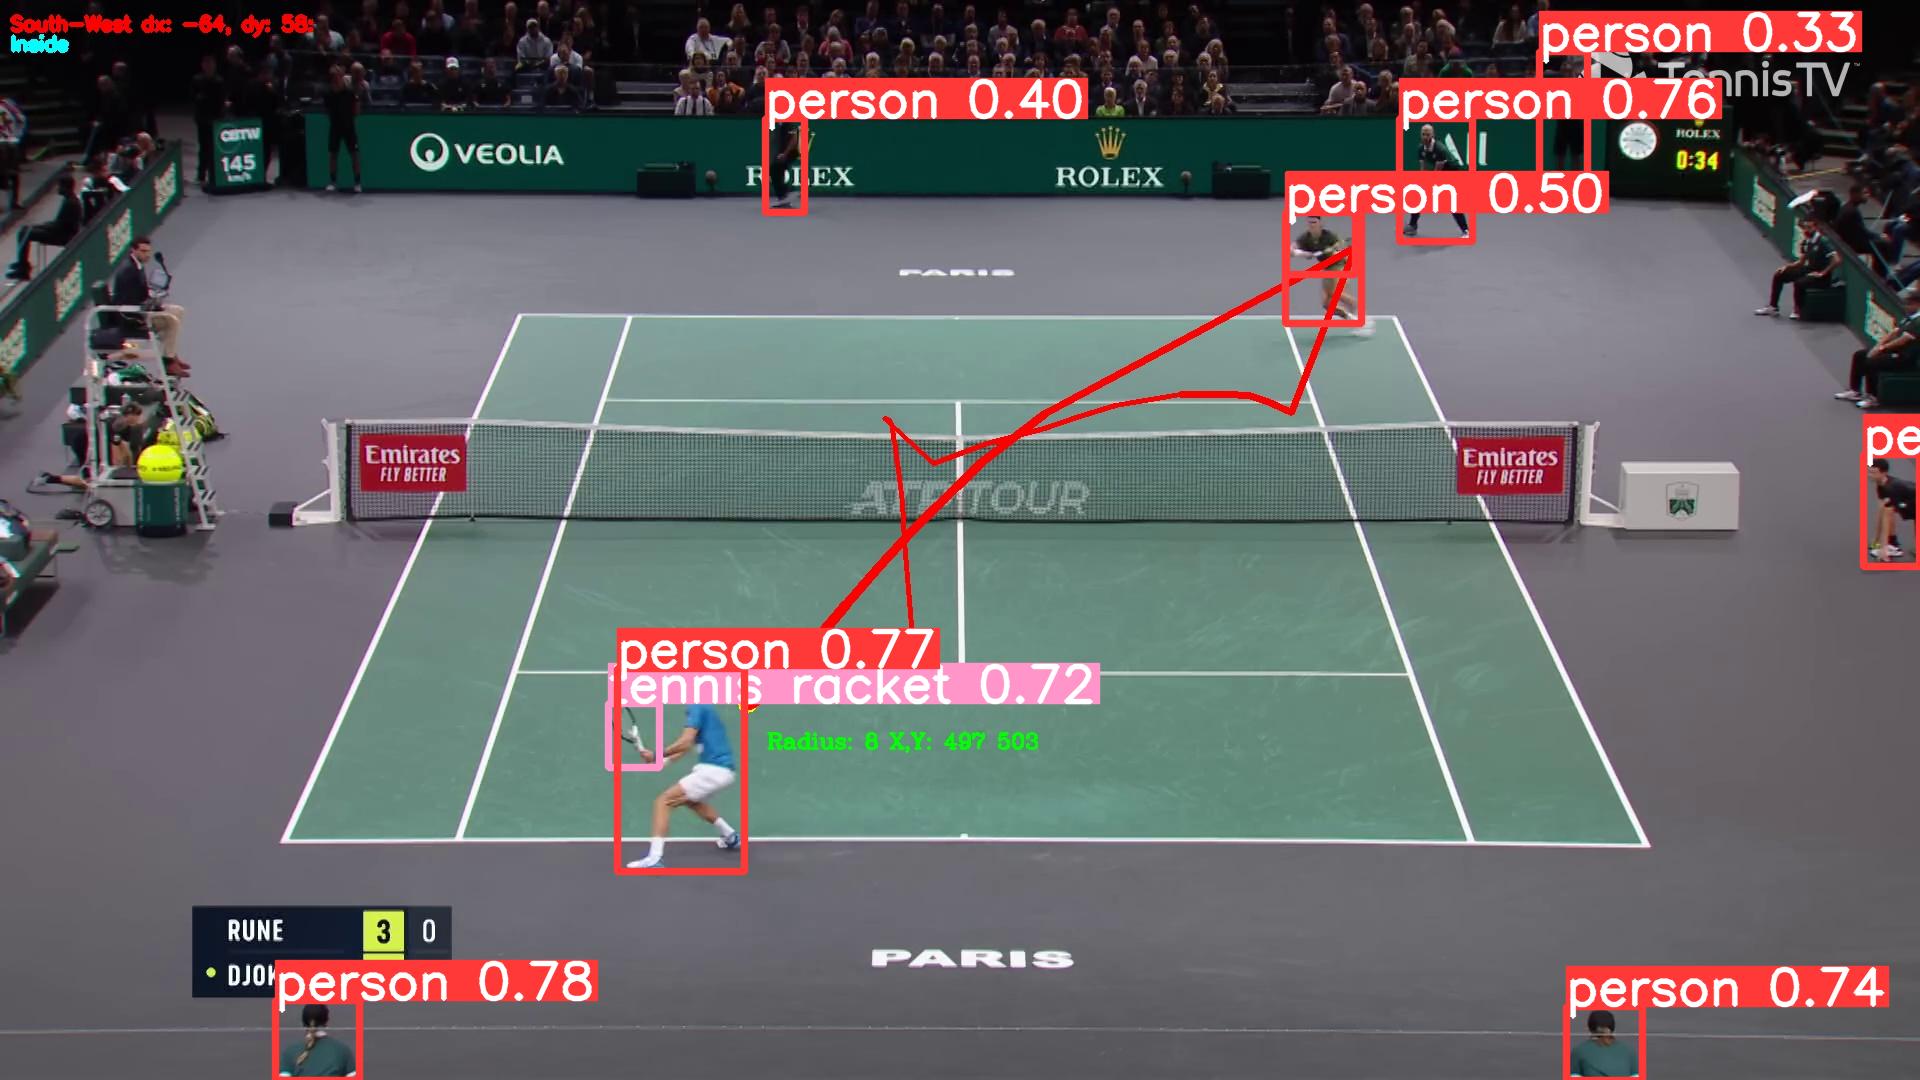 South-West dx: -64, dy: 58:
Inside
person 0.33
TennisTV
person 0.40
person 0.76
CBTW
145
km/h
VEOLIA
ROLEX
ROLEX
ROLEX
0:34
person 0.50
PARIS
Emirates
FLY BETTER
Emirates
FLY BETTER
pe
ATP TOUR
person 0.77
tennis racket 0.72
Radius: 8 X,Y: 497 503
RUNE 3 0
DJOK
PARIS
person 0.78
person 0.74